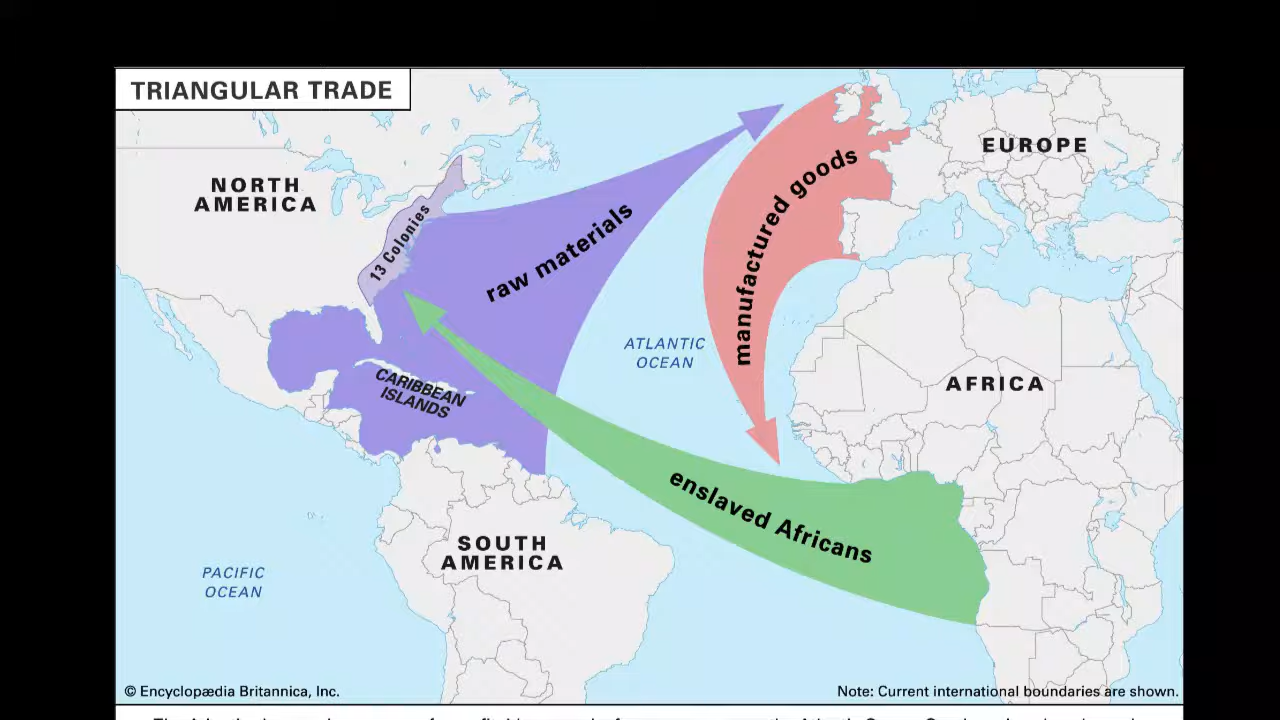 TRIANGULAR TRADE
NORTH
AMERICA
13 Colonies
raw materials
manufactured goods
EUROPE
ATLANTIC
OCEAN
CARIBBEAN
ISLANDS
AFRICA
enslaved Africans
SOUTH
AMERICA
PACIFIC
OCEAN
© Encyclopædia Britannica, Inc.
Note: Current international boundaries are shown.